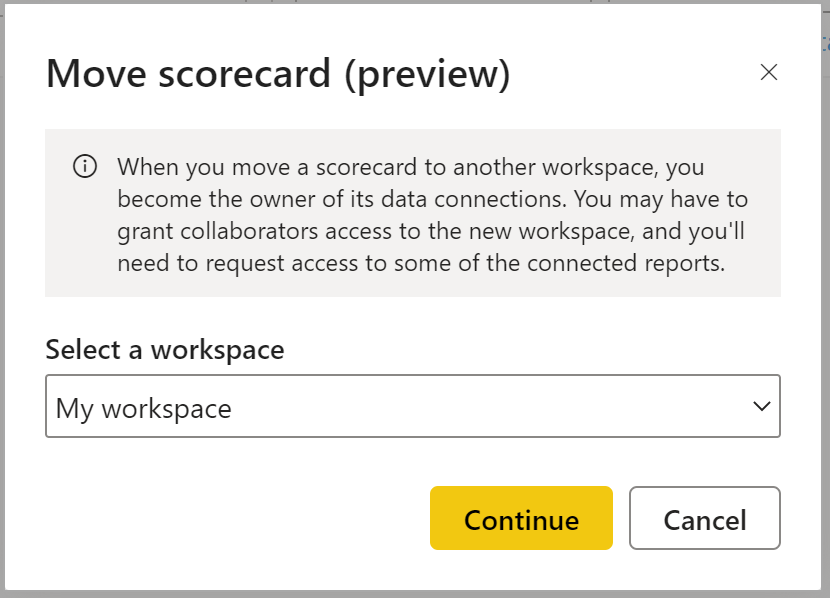 Move scorecard (preview)
When you move a scorecard to another workspace, you
become the owner of its data connections. You may have to
grant collaborators access to the new workspace, and you'll
need to request access to some of the connected reports.
Select a workspace
My workspace
Continue
Cancel